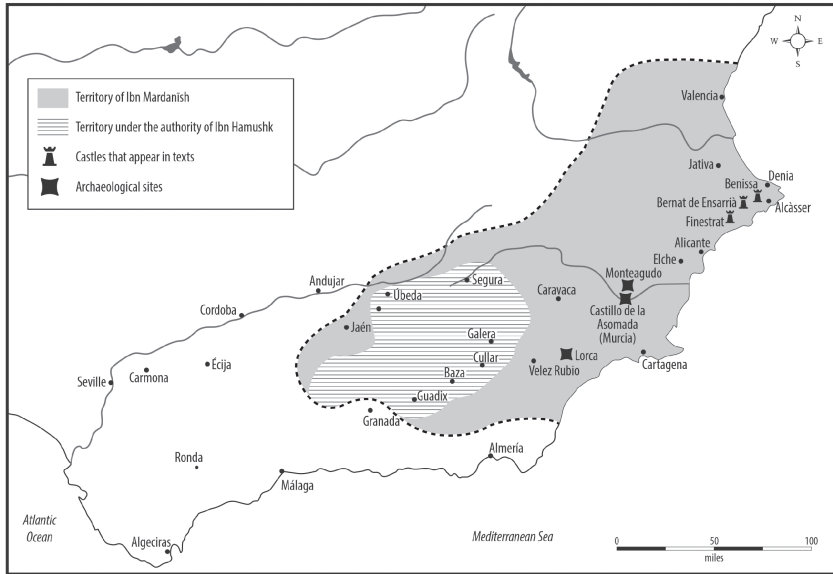 N
W E
S
Territory of Ibn Mardanīsh
Territory under the authority of Ibn Hamushk
Castles that appear in texts
Archaeological sites
Valencia
Jativa
Denia
Benissa
Bernat de Ensarrià
Alcàsser
Finestrat
Alicante
Elche
Monteagudo
Segura
Caravaca
Andujar
Úbeda
Castillo de la
Asomada
(Murcia)
Cordoba
Jaén
Galera
Lorca
Cullar
Cartagena
Écija
Velez Rubio
Carmona
Baza
Seville
Guadix
Granada
Almería
Ronda
Málaga
Atlantic
Ocean
Mediterranean Sea
Algeciras
0 50 100
miles